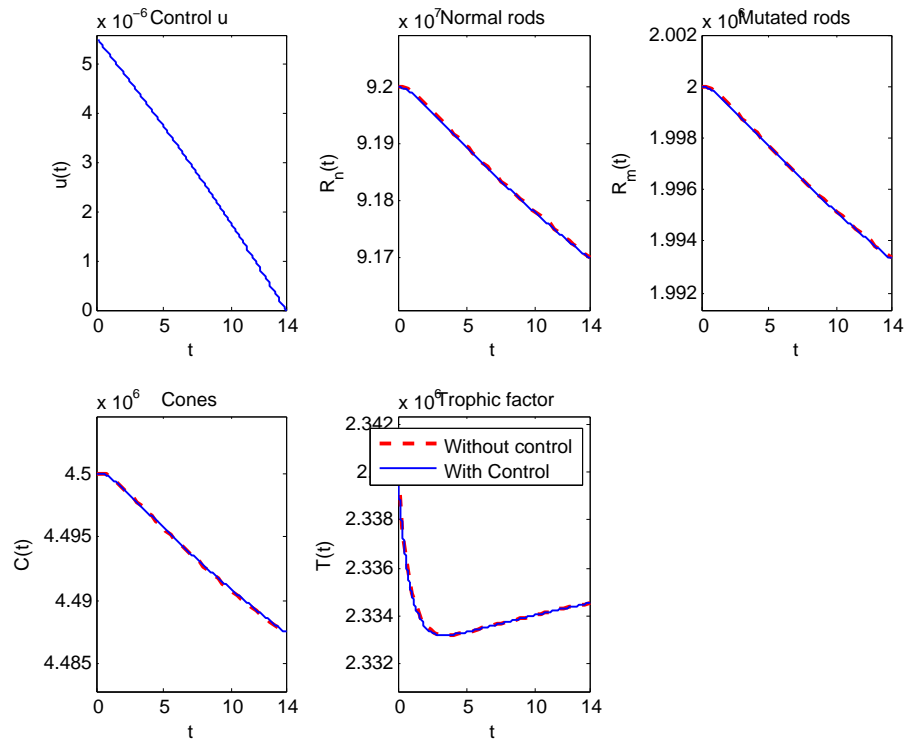 x 10⁻⁶ Control u
u(t)
5
4
3
2
1
0
0 5 10 14
t
x 10⁷ Normal rods
R_n(t)
9.2
9.19
9.18
9.17
0 5 10 14
t
x 10⁶ Mutated rods
R_m(t)
2.002
2
1.998
1.996
1.994
1.992
0 5 10 14
t
x 10⁶ Cones
C(t)
4.5
4.495
4.49
4.485
0 5 10 14
t
x 10⁶ Trophic factor
T(t)
2.342
2.338
2.336
2.334
2.332
0 5 10 14
t
Without control
With Control